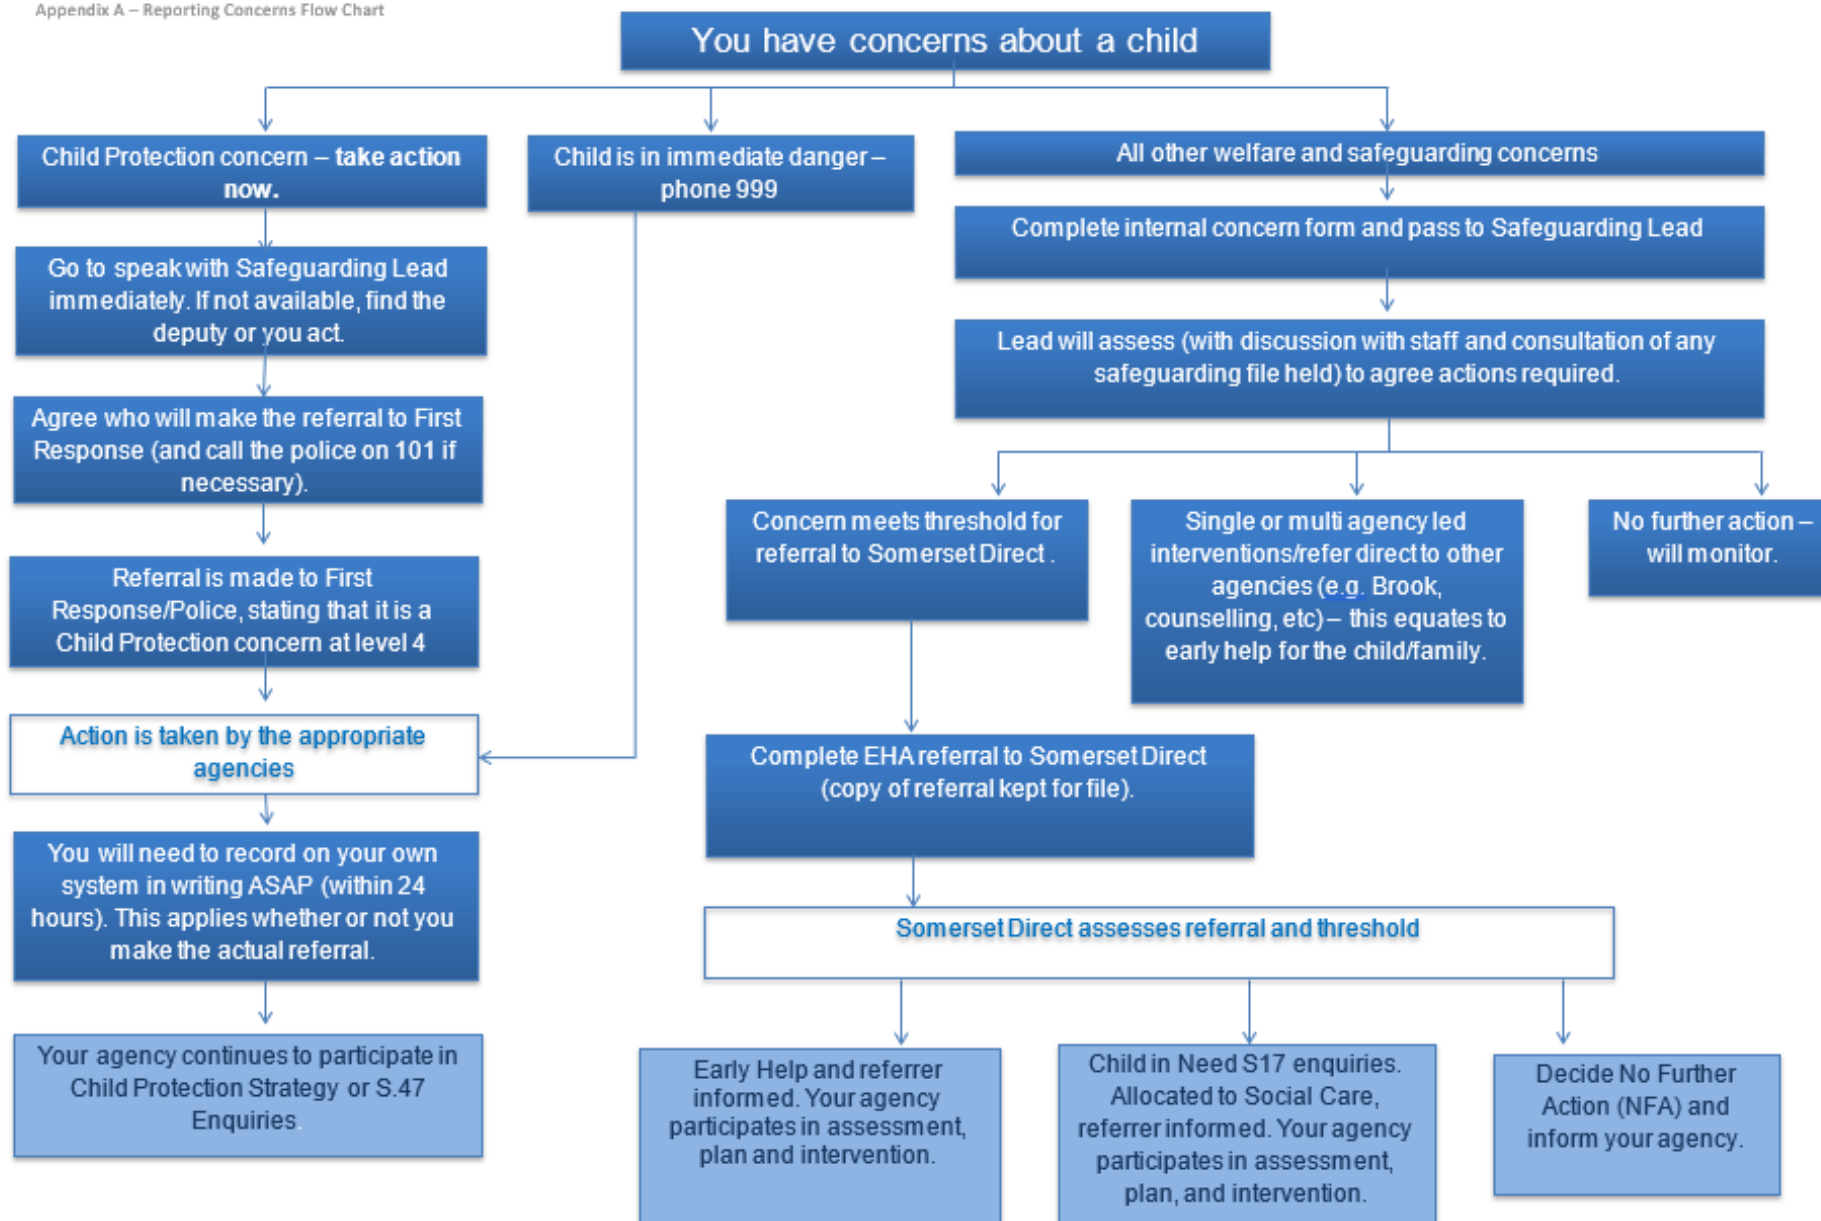 Appendix A – Reporting Concerns Flow Chart
You have concerns about a child
Child Protection concern – take action
now.
Child is in immediate danger –
phone 999
All other welfare and safeguarding concerns
Go to speak with Safeguarding Lead
immediately. If not available, find the
deputy or you act.
Complete internal concern form and pass to Safeguarding Lead
Lead will assess (with discussion with staff and consultation of any
safeguarding file held) to agree actions required.
Agree who will make the referral to First
Response (and call the police on 101 if
necessary).
Referral is made to First
Response/Police, stating that it is a
Child Protection concern at level 4
Concern meets threshold for
referral to Somerset Direct .
Single or multi agency led
interventions/refer direct to other
agencies (e.g. Brook,
counselling, etc) – this equates to
early help for the child/family.
No further action –
will monitor.
Action is taken by the appropriate
agencies
Complete EHA referral to Somerset Direct
(copy of referral kept for file).
You will need to record on your own
system in writing ASAP (within 24
hours). This applies whether or not you
make the actual referral.
Somerset Direct assesses referral and threshold
Your agency continues to participate in
Child Protection Strategy or S.47
Enquiries.
Early Help and referrer
informed. Your agency
participates in assessment,
plan and intervention.
Child in Need S17 enquiries.
Allocated to Social Care,
referrer informed. Your agency
participates in assessment,
plan, and intervention.
Decide No Further
Action (NFA) and
inform your agency.